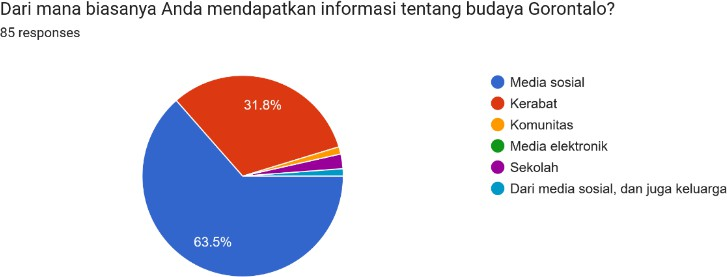 Dari mana biasanya Anda mendapatkan informasi tentang budaya Gorontalo?
85 responses
31.8%
63.5%
Media sosial
Kerabat
Komunitas
Media elektronik
Sekolah
Dari media sosial, dan juga keluarga